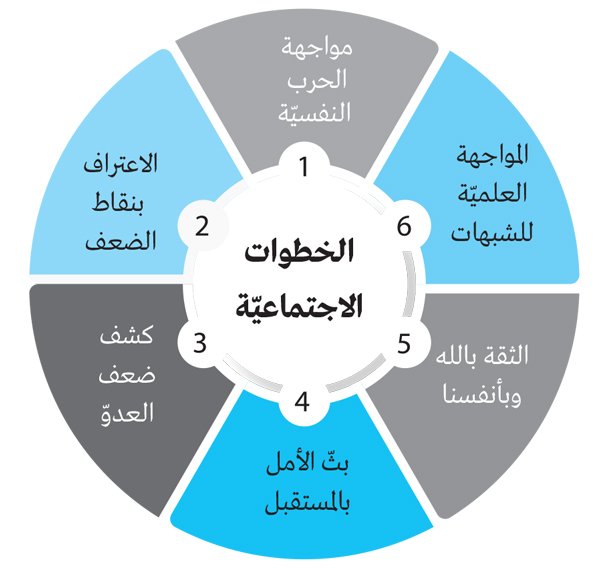 الخطوات
الاجتماعيّة
1
مواجهة
الحرب
النفسيّة
2
الاعتراف
بنقاط
الضعف
3
كشف
ضعف
العدوّ
4
بثّ الأمل
بالمستقبل
5
الثقة بالله
وبأنفسنا
6
المواجهة
العلميّة
للشبهات